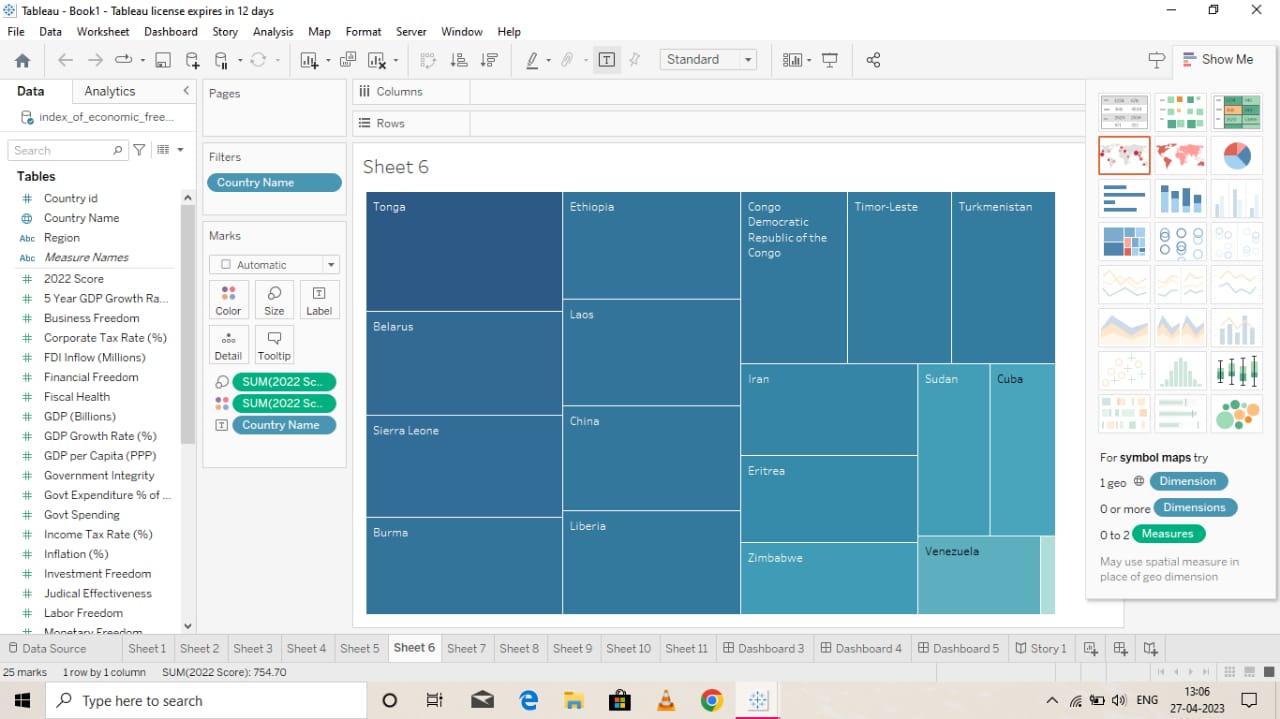 Tableau - Book1 - Tableau license expires in 12 days
File Data Worksheet Dashboard Story Analysis Map Format Server Window Help
Standard
Show Me
Data Analytics
index_of_economic_free...
Search
Tables
Country id
Country Name
Abc Region
Abc Measure Names
2022 Score
5 Year GDP Growth Ra...
Business Freedom
Corporate Tax Rate (%)
FDI Inflow (Millions)
Financial Freedom
Fiscal Health
GDP (Billions)
GDP Growth Rate (%)
GDP per Capita (PPP)
Government Integrity
Govt Expenditure % of ...
Govt Spending
Income Tax Rate (%)
Inflation (%)
Investment Freedom
Judical Effectiveness
Labor Freedom
Monetary Freedom
Pages
Filters
Country Name
Marks
Automatic
Color Size Label
Detail Tooltip
SUM(2022 Sc..
SUM(2022 Sc..
Country Name
Columns
Rows
Sheet 6
Tonga
Belarus
Sierra Leone
Burma
Ethiopia
Laos
China
Liberia
Congo
Democratic
Republic of the
Congo
Timor-Leste
Turkmenistan
Iran
Eritrea
Zimbabwe
Sudan
Cuba
Venezuela
For symbol maps try
1 geo Dimension
0 or more Dimensions
0 to 2 Measures
May use spatial measure in
place of geo dimension
Data Source Sheet 1 Sheet 2 Sheet 3 Sheet 4 Sheet 5 Sheet 6 Sheet 7 Sheet 8 Sheet 9 Sheet 10 Sheet 11 Dashboard 3 Dashboard 4 Dashboard 5 Story 1
25 marks 1 row by 1 column SUM(2022 Score): 754.70
Type here to search
ENG
13:06
27-04-2023